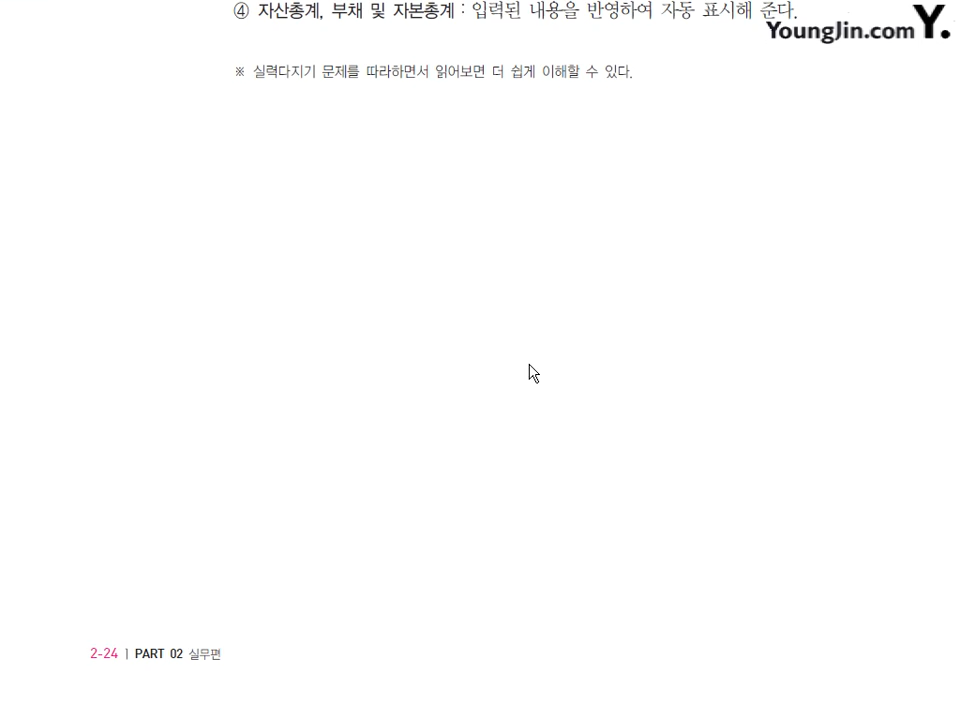 ④ 자산총계, 부채 및 자본총계 : 입력된 내용을 반영하여 자동 표시해 준다.
YoungJin.com Y.
※ 실력다지기 문제를 따라하면서 읽어보면 더 쉽게 이해할 수 있다.
2-24 | PART 02 실무편